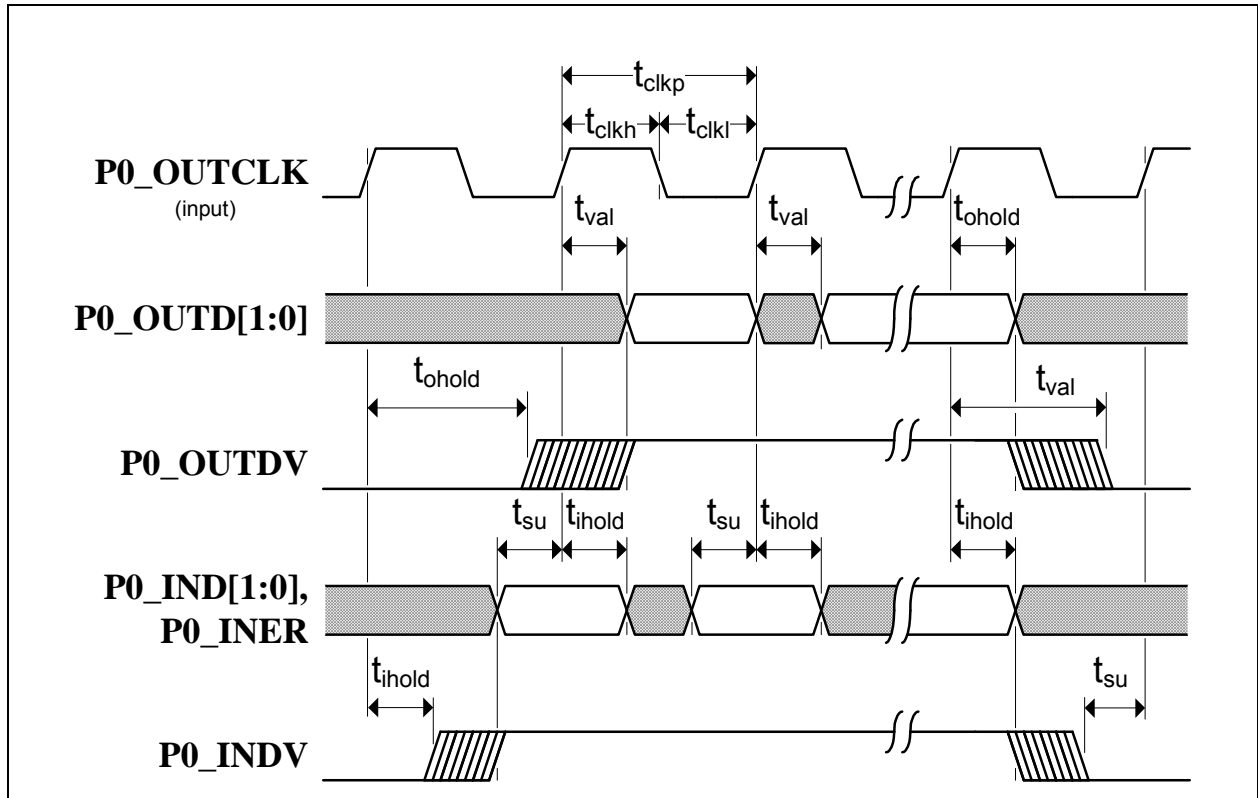 t_clkp
t_clkh t_clkl
P0_OUTCLK
(input)
t_val t_val t_ohold
P0_OUTD[1:0]
t_ohold t_val
P0_OUTDV
t_su t_ihold t_su t_ihold t_ihold
P0_IND[1:0],
P0_INER
t_ihold t_su
P0_INDV